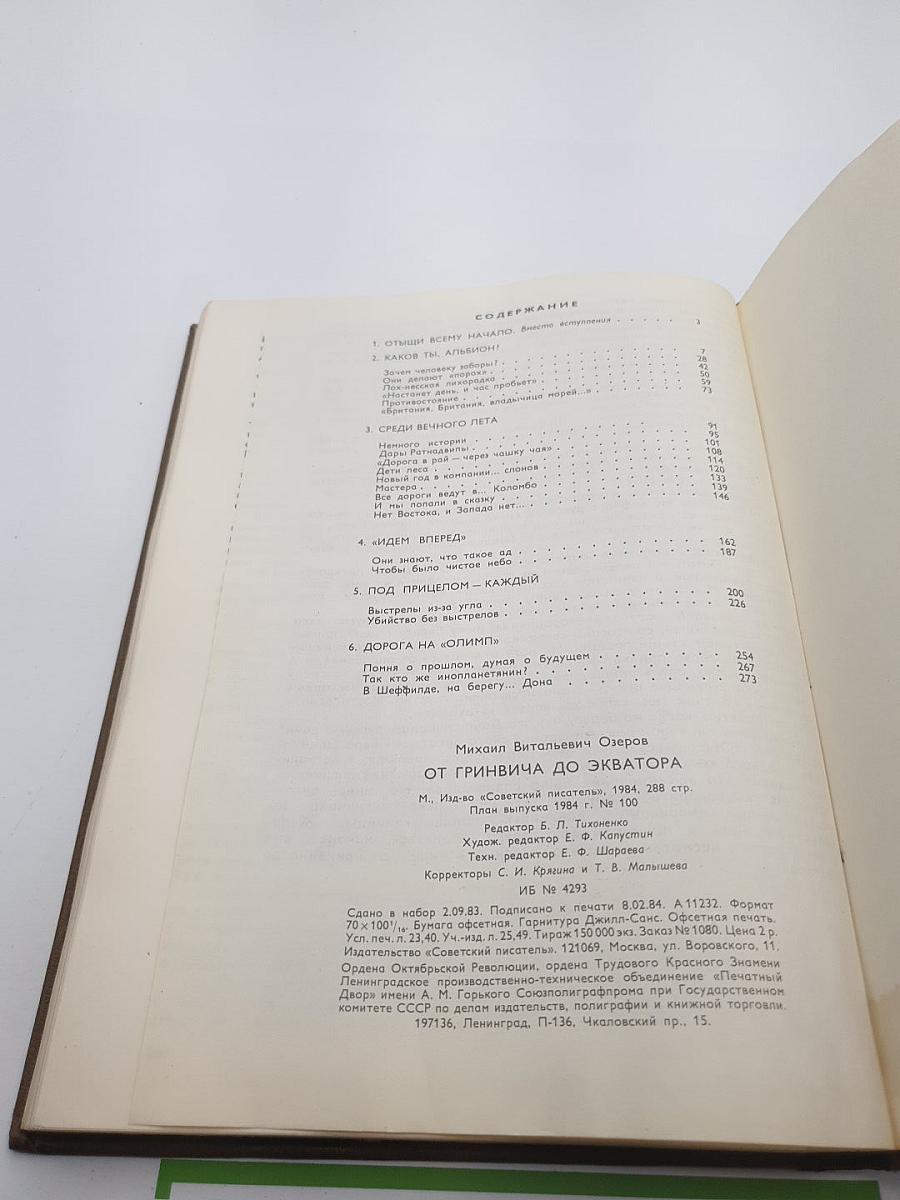 СОДЕРЖАНИЕ
1. ОТЫЩИ ВСЕМУ НАЧАЛО. Вместо вступления . . . . . 3
2. КАКОВ ТЫ, АЛЬБИОН?
Зачем человеку заборы? . . . . . . . . . . 7
Они делают «порох» . . . . . . . . . . 28
Лох-несская лихорадка . . . . . . . . . . 42
«Настанет день, и час пробьет» . . . . . . . . 50
Противостояние . . . . . . . . . . 59
«Британия, Британия, владычица морей...» . . . . . . 73
3. СРЕДИ ВЕЧНОГО ЛЕТА
Немного истории . . . . . . . . . . 91
Дары Ратнадвипы . . . . . . . . . . 95
«Дорога в рай — через чашку чая» . . . . . . . . 101
Дети леса . . . . . . . . . . 108
Новый год в компании... слонов . . . . . . . . 114
Мастера . . . . . . . . . . 120
Все дороги ведут в... Коломбо . . . . . . . . 133
И мы попали в сказку . . . . . . . . . . 139
Нет Востока, и Запада нет... . . . . . . . . . 146
4. «ИДЕМ ВПЕРЕД»
Они знают, что такое ад . . . . . . . . . . 162
Чтобы было чистое небо . . . . . . . . . . 187
5. ПОД ПРИЦЕЛОМ — КАЖДЫЙ
Выстрелы из-за угла . . . . . . . . . . 200
Убийство без выстрелов . . . . . . . . . . 226
6. ДОРОГА НА «ОЛИМП»
Помня о прошлом, думая о будущем . . . . . . . . 254
Так кто же инопланетянин? . . . . . . . . . . 267
В Шеффилде, на берегу... Дона . . . . . . . . . . 273
Михаил Витальевич Озеров
ОТ ГРИНВИЧА ДО ЭКВАТОРА
М., Изд-во «Советский писатель», 1984, 288 стр.
План выпуска 1984 г. № 100
Редактор Б. Л. Тихоненко
Худож. редактор Е. Ф. Капустин
Техн. редактор Е. Ф. Шараева
Корректоры С. И. Крягина и Т. В. Малышева
ИБ № 4293
Сдано в набор 2.09.83. Подписано к печати 8.02.84. А 11232. Формат
70×100¹/₁₆. Бумага офсетная. Гарнитура Джилл-Санс. Офсетная печать.
Усл. печ. л. 23,40. Уч.-изд. л. 25,49. Тираж 150 000 экз. Заказ № 1080. Цена 2 р.
Издательство «Советский писатель». 121069, Москва, ул. Воровского, 11.
Ордена Октябрьской Революции, ордена Трудового Красного Знамени
Ленинградское производственно-техническое объединение «Печатный
Двор» имени А. М. Горького Союзполиграфпрома при Государственном
комитете СССР по делам издательств, полиграфии и книжной торговли.
197136, Ленинград, П-136, Чкаловский пр., 15.